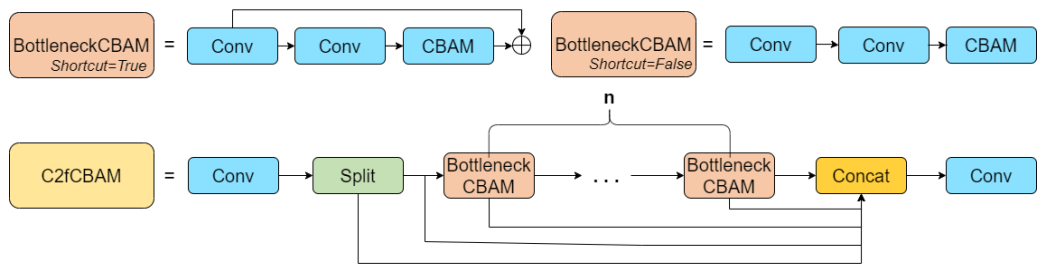 BottleneckCBAM
Shortcut=True
=
Conv
Conv
CBAM
BottleneckCBAM
Shortcut=False
=
Conv
Conv
CBAM
n
C2fCBAM
=
Conv
Split
Bottleneck
CBAM
...
Bottleneck
CBAM
Concat
Conv